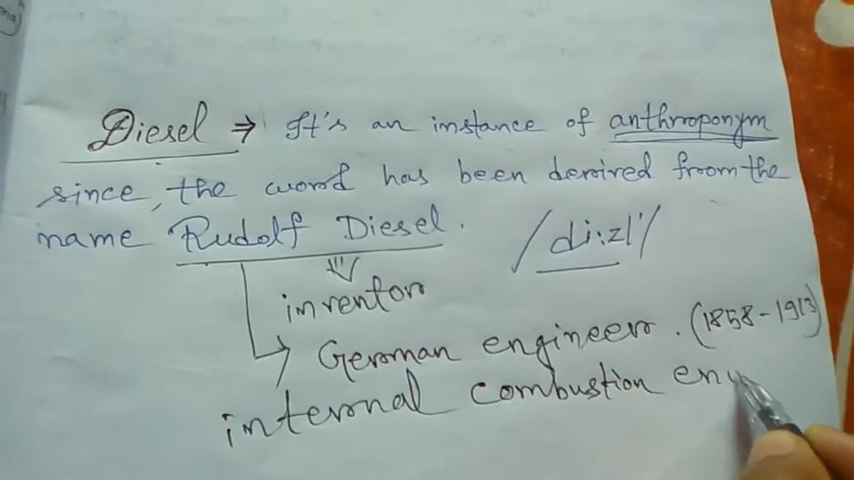 Diesel ⇒ It's an instance of anthroponym
since, the word has been derived from the
name Rudolf Diesel. /di:zl/
inventor
German engineer. (1858-1913)
internal combustion eng